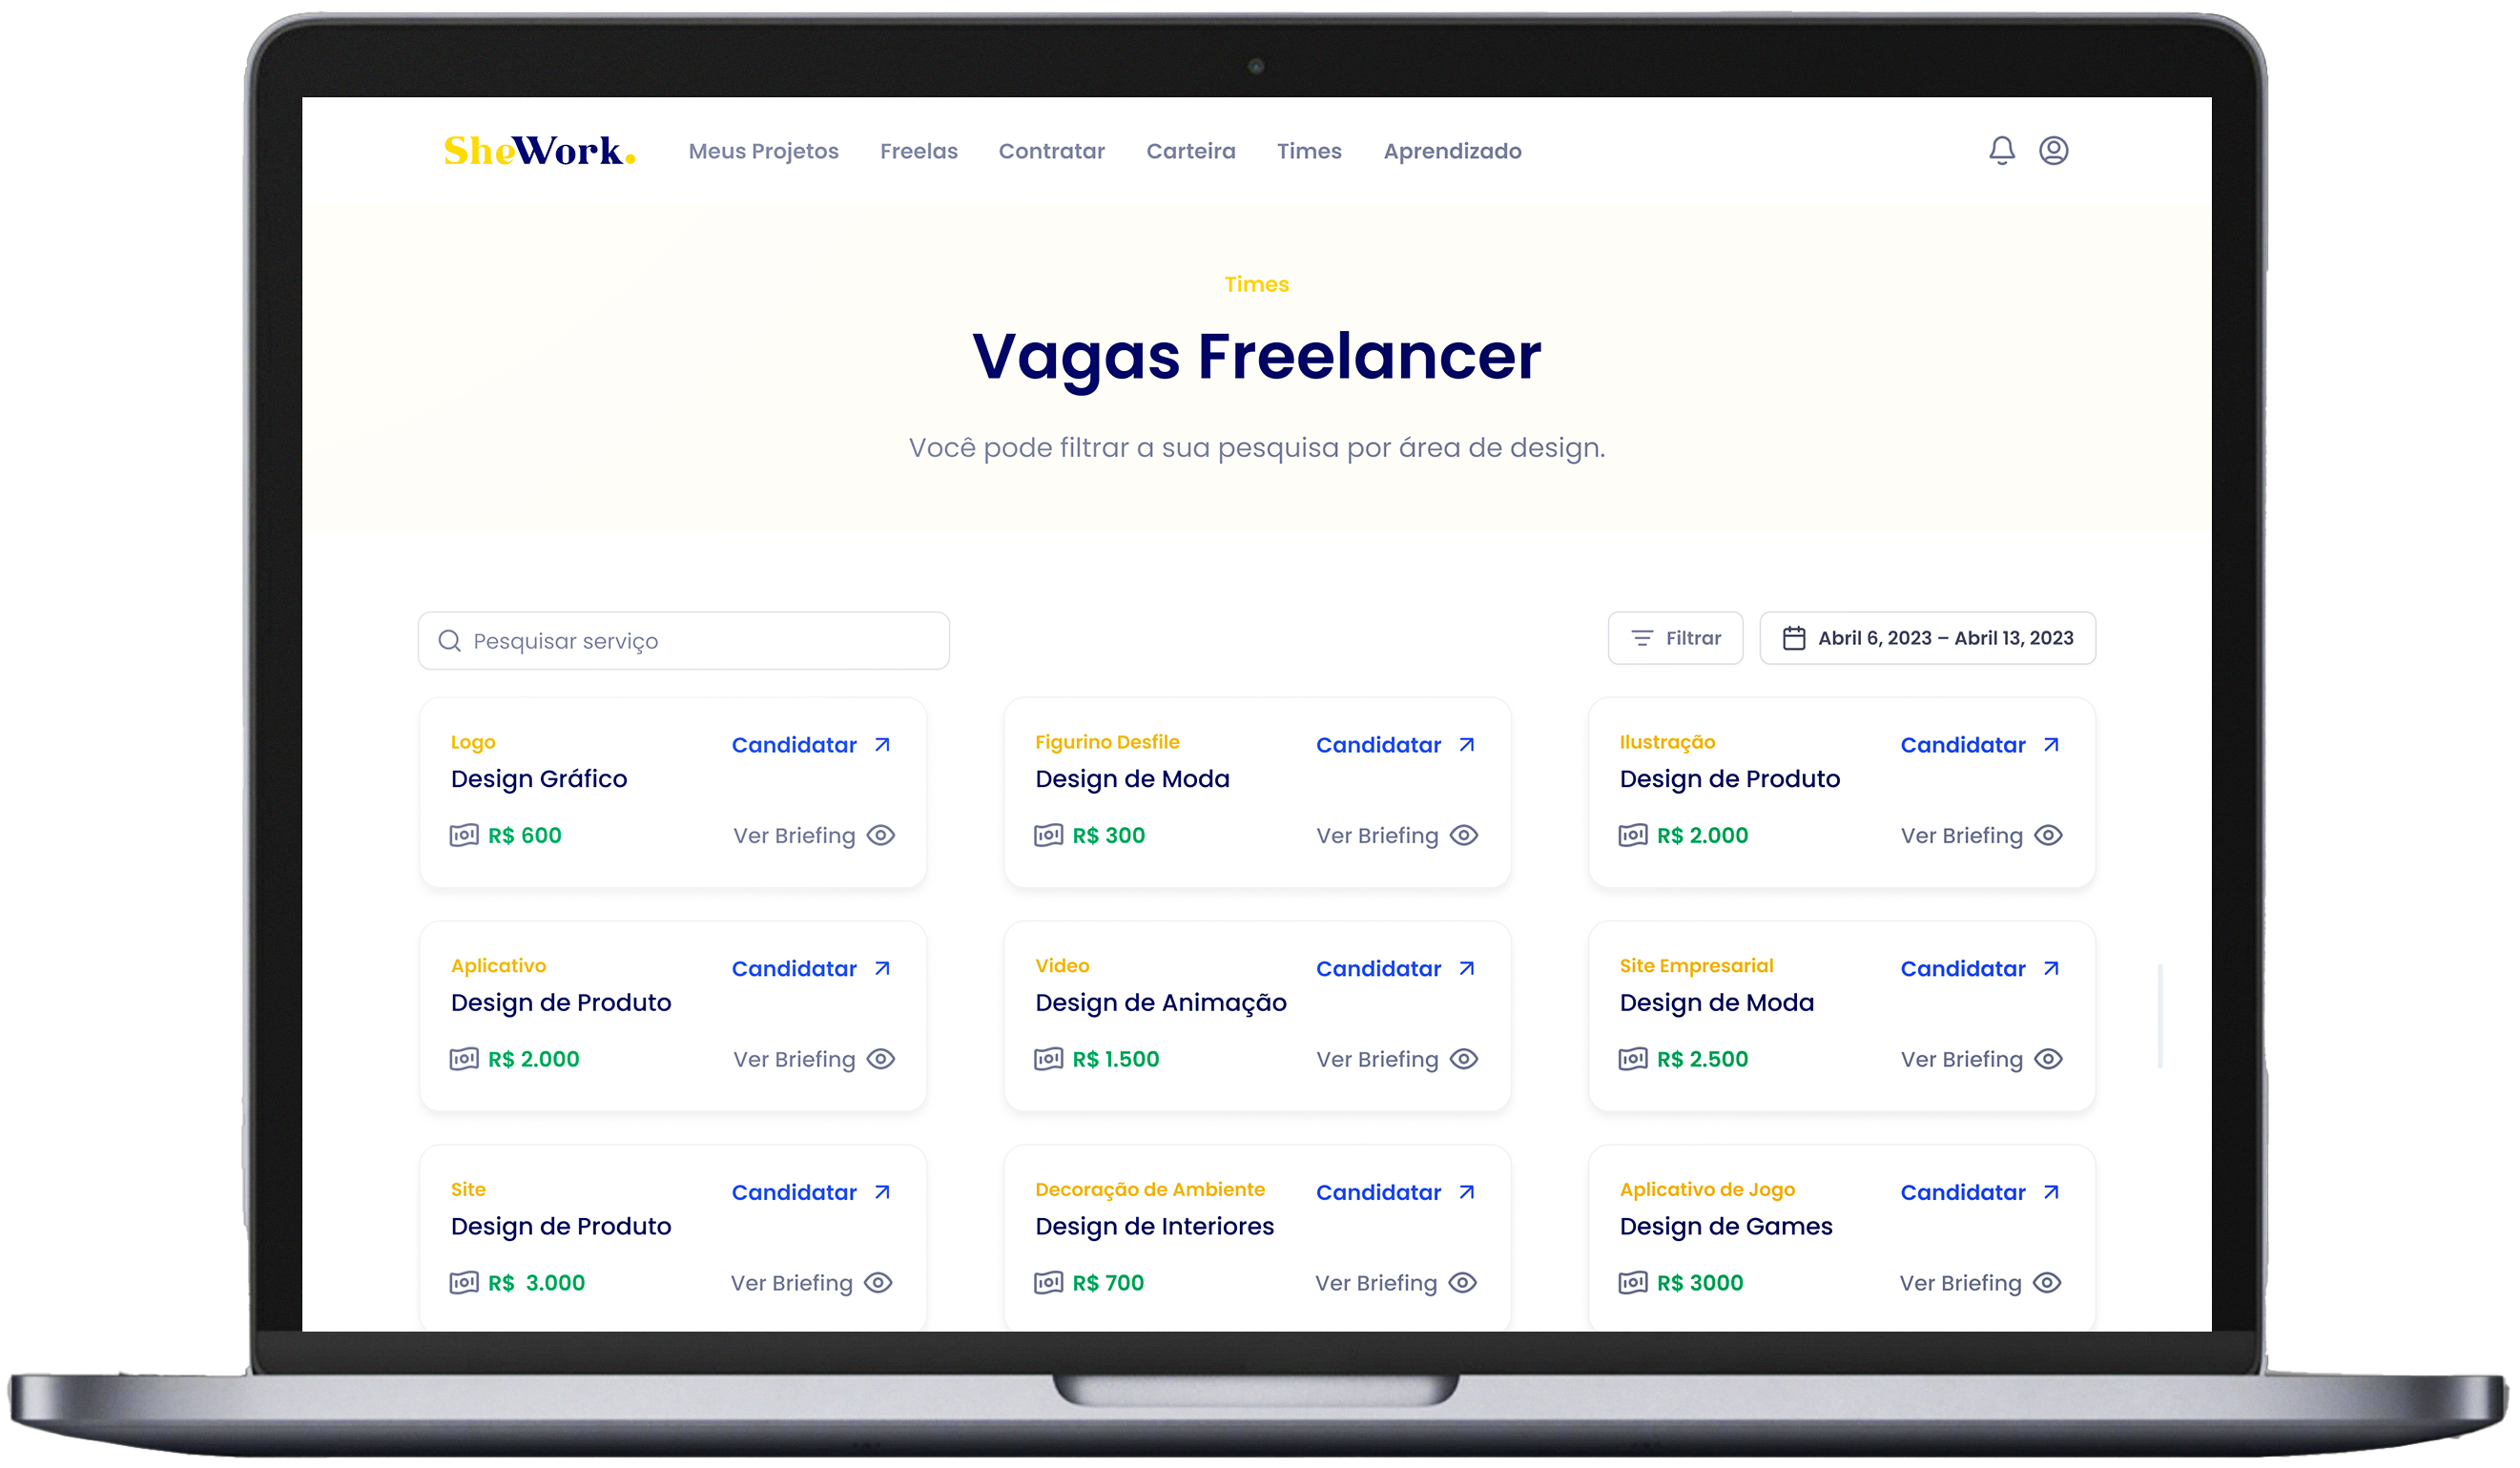 SheWork. Meus Projetos Freelas Contratar Carteira Times Aprendizado
Times
Vagas Freelancer
Você pode filtrar a sua pesquisa por área de design.
Pesquisar serviço
Filtrar
Abril 6, 2023 – Abril 13, 2023
Logo
Candidatar
Design Gráfico
R$ 600
Ver Briefing
Figurino Desfile
Candidatar
Design de Moda
R$ 300
Ver Briefing
Ilustração
Candidatar
Design de Produto
R$ 2.000
Ver Briefing
Aplicativo
Candidatar
Design de Produto
R$ 2.000
Ver Briefing
Video
Candidatar
Design de Animação
R$ 1.500
Ver Briefing
Site Empresarial
Candidatar
Design de Moda
R$ 2.500
Ver Briefing
Site
Candidatar
Design de Produto
R$ 3.000
Ver Briefing
Decoração de Ambiente
Candidatar
Design de Interiores
R$ 700
Ver Briefing
Aplicativo de Jogo
Candidatar
Design de Games
R$ 3000
Ver Briefing